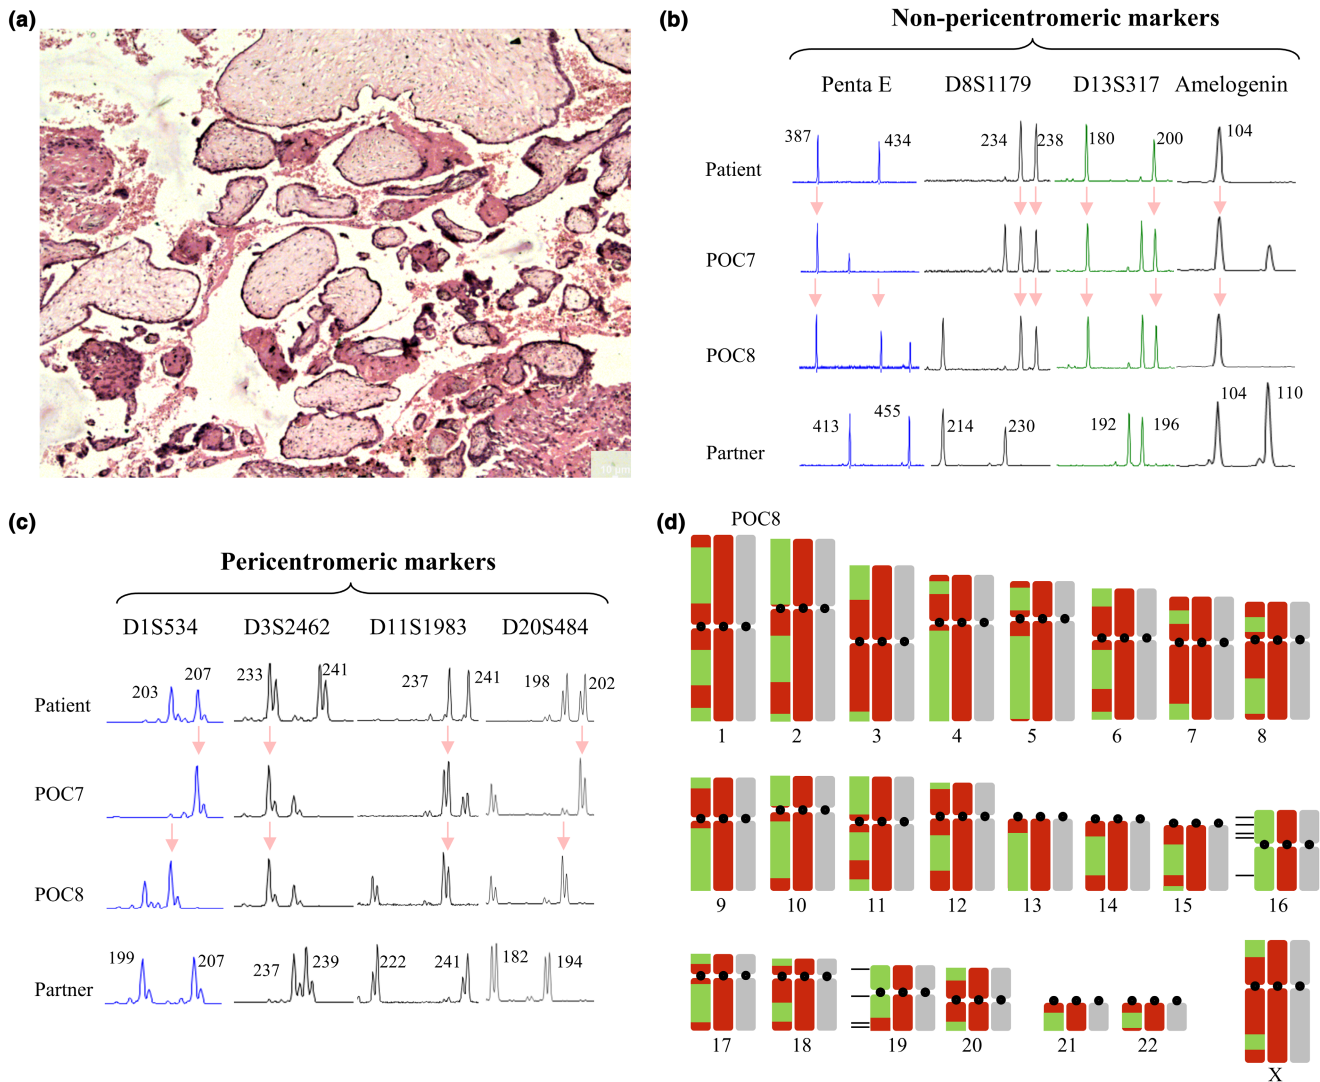 (a)
10 µm
(b)
Non-pericentromeric markers
Penta E D8S1179 D13S317 Amelogenin
387 434 234 238 180 200 104
Patient
POC7
POC8
413 455 214 230 192 196 104 110
Partner
(c)
Pericentromeric markers
D1S534 D3S2462 D11S1983 D20S484
203 207 233 241 237 241 198 202
Patient
POC7
POC8
199 207 237 239 222 241 182 194
Partner
(d)
POC8
1 2 3 4 5 6 7 8
9 10 11 12 13 14 15 16
17 18 19 20 21 22 X